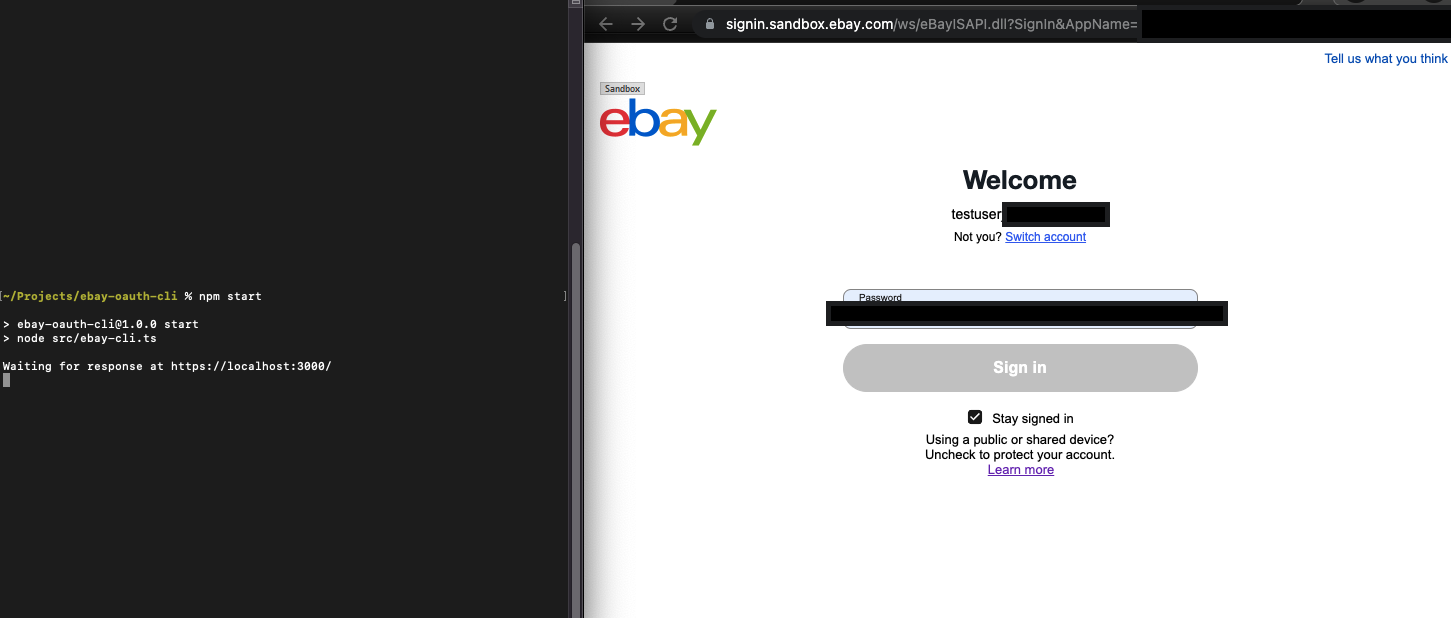 [~/Projects/ebay-oauth-cli % npm start ]
> ebay-oauth-cli@1.0.0 start
> node src/ebay-cli.ts
Waiting for response at https://localhost:3000/
signin.sandbox.ebay.com/ws/eBayISAPI.dll?SignIn&AppName=
Tell us what you think
Sandbox
ebay
Welcome
testuser_
Not you? Switch account
Password
Sign in
Stay signed in
Using a public or shared device?
Uncheck to protect your account.
Learn more